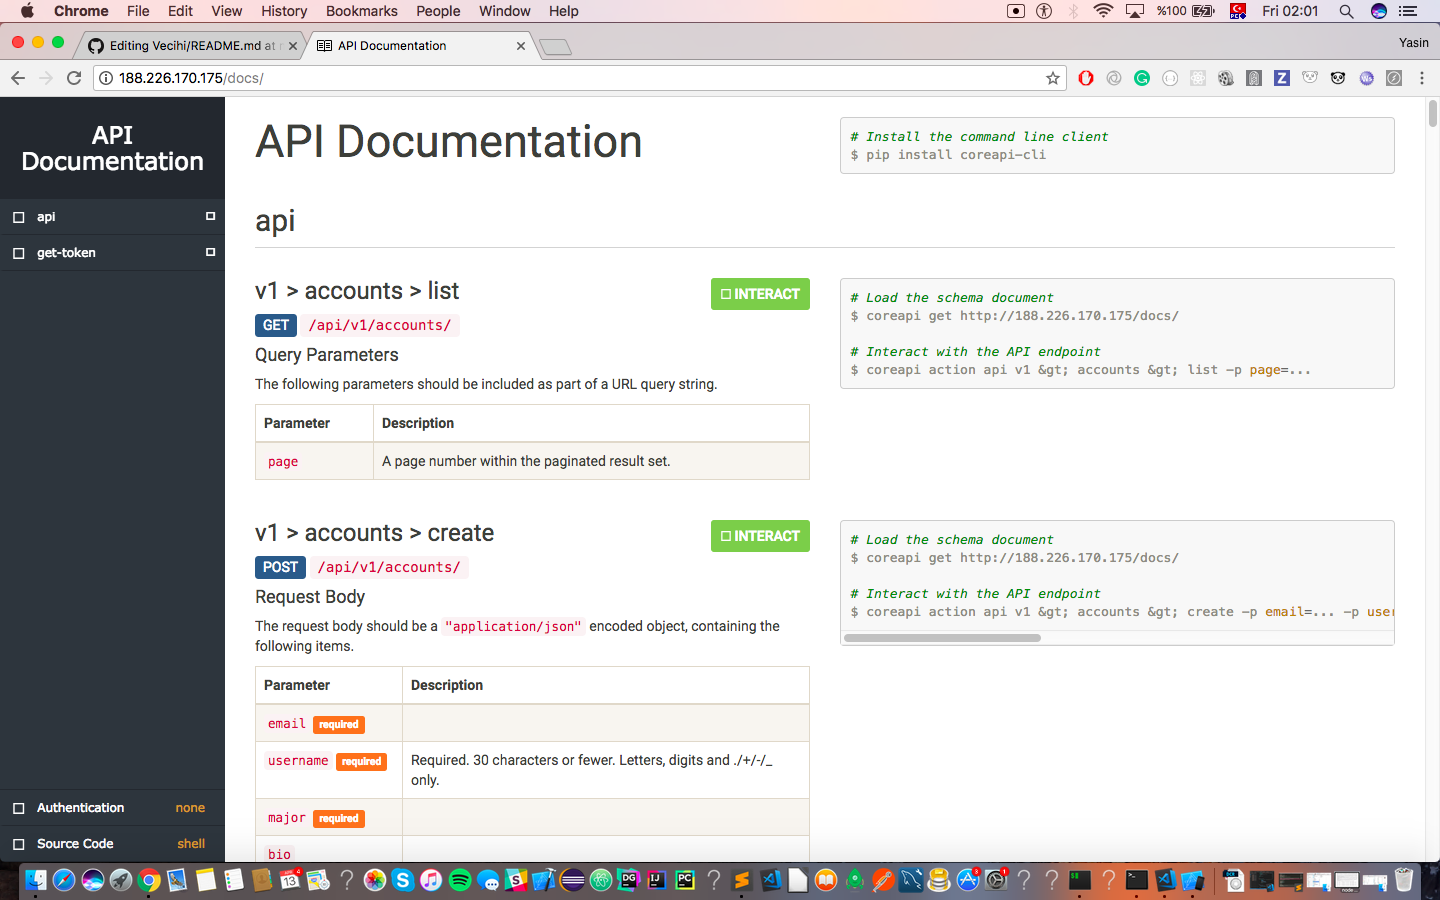 Chrome File Edit View History Bookmarks People Window Help %100 Fri 02:01
Editing Vecihi/README.md at
API Documentation
Yasin
188.226.170.175/docs/
API
Documentation
api
get-token
Authentication none
Source Code shell
API Documentation
# Install the command line client
$ pip install coreapi-cli
api
v1 > accounts > list
INTERACT
GET /api/v1/accounts/
Query Parameters
The following parameters should be included as part of a URL query string.
Parameter Description
page A page number within the paginated result set.
# Load the schema document
$ coreapi get http://188.226.170.175/docs/
# Interact with the API endpoint
$ coreapi action api v1 &gt; accounts &gt; list -p page=...
v1 > accounts > create
INTERACT
POST /api/v1/accounts/
Request Body
The request body should be a "application/json" encoded object, containing the
following items.
Parameter Description
email required
username required Required. 30 characters or fewer. Letters, digits and ./+/-/_
only.
major required
bio
# Load the schema document
$ coreapi get http://188.226.170.175/docs/
# Interact with the API endpoint
$ coreapi action api v1 &gt; accounts &gt; create -p email=... -p user